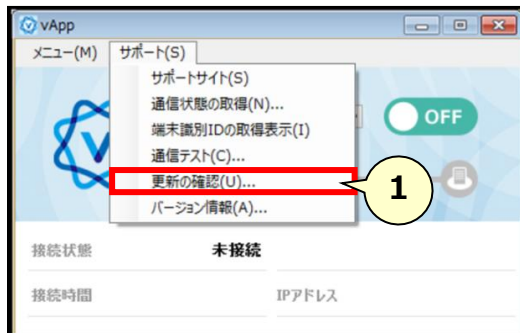 vApp
メニュー(M) サポート(S)
サポートサイト(S)
通信状態の取得(N)...
端末識別IDの取得表示(I)
通信テスト(C)...
更新の確認(U)...
バージョン情報(A)...
OFF
1
接続状態 未接続
接続時間 IPアドレス